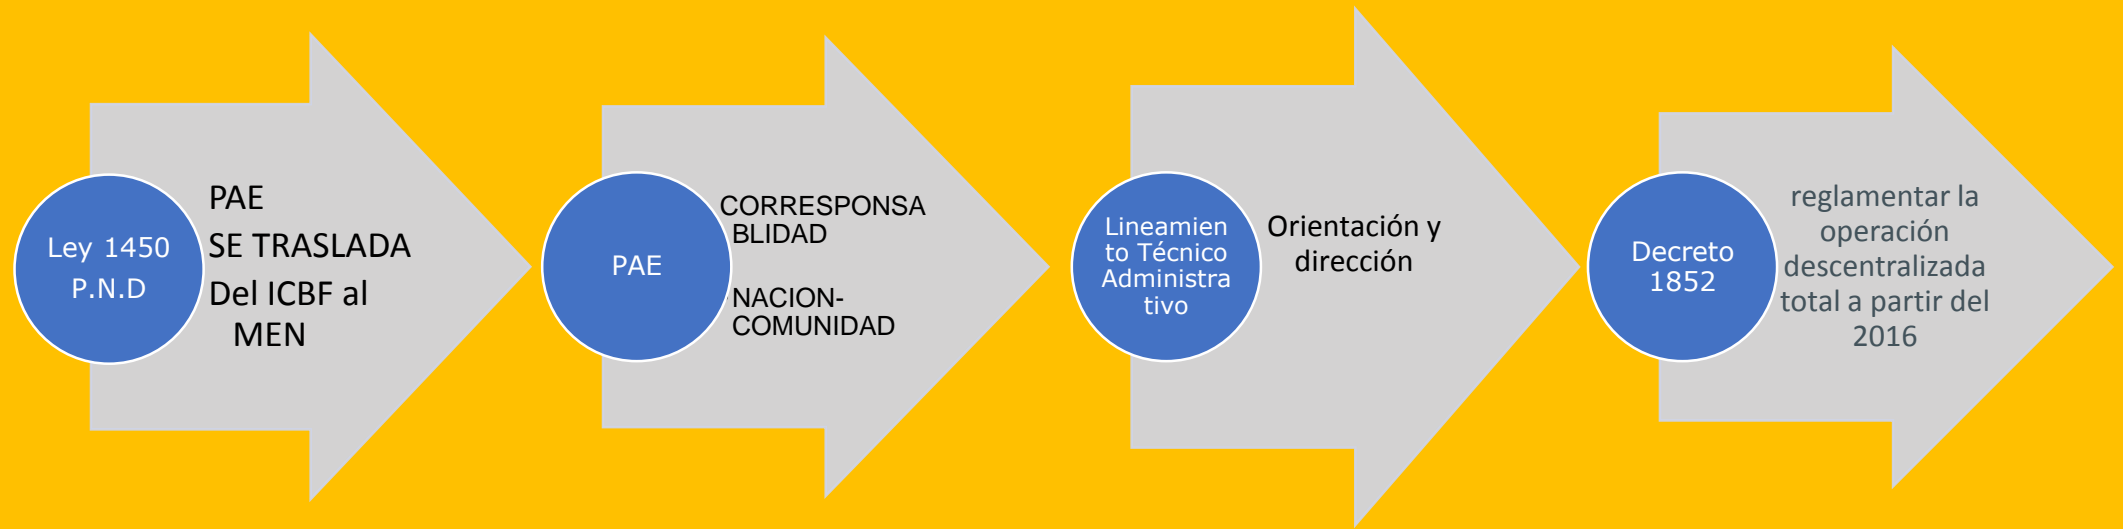 Ley 1450
P.N.D
PAE
SE TRASLADA
Del ICBF al
MEN
PAE
CORRESPONSA
BLIDAD
NACION-
COMUNIDAD
Lineamien
to Técnico
Administra
tivo
Orientación y
dirección
Decreto
1852
reglamentar la
operación
descentralizada
total a partir del
2016